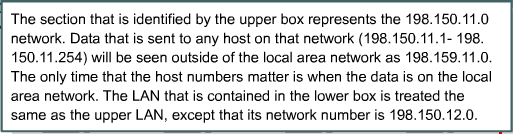 The section that is identified by the upper box represents the 198.150.11.0
network. Data that is sent to any host on that network (198.150.11.1- 198.
150.11.254) will be seen outside of the local area network as 198.159.11.0.
The only time that the host numbers matter is when the data is on the local
area network. The LAN that is contained in the lower box is treated the
same as the upper LAN, except that its network number is 198.150.12.0.